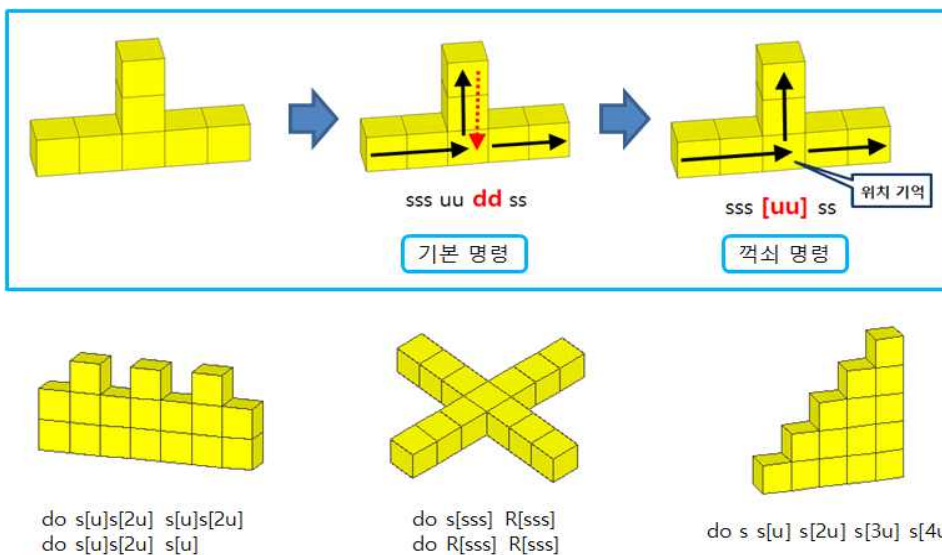 위치 기억
sss uu dd ss
sss [uu] ss
기본 명령
꺽쇠 명령
do s[u]s[2u] s[u]s[2u]
do s[u]s[2u] s[u]
do s[sss] R[sss]
do R[sss] R[sss]
do s s[u] s[2u] s[3u] s[4u